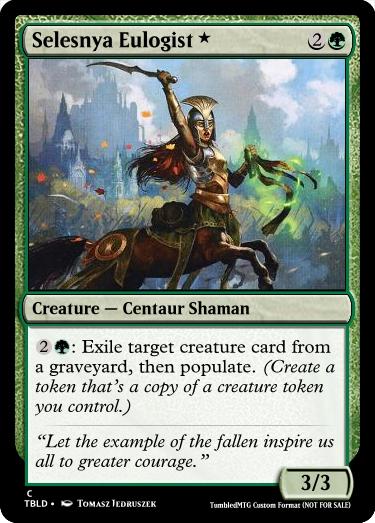 Selesnya Eulogist ★ 2
Creature — Centaur Shaman
2 : Exile target creature card from
a graveyard, then populate. (Create a
token that's a copy of a creature token
you control.)
“Let the example of the fallen inspire us
all to greater courage.”
3/3
C
TBLD • Tomasz Jedruszek
TumbledMTG Custom Format (NOT FOR SALE)